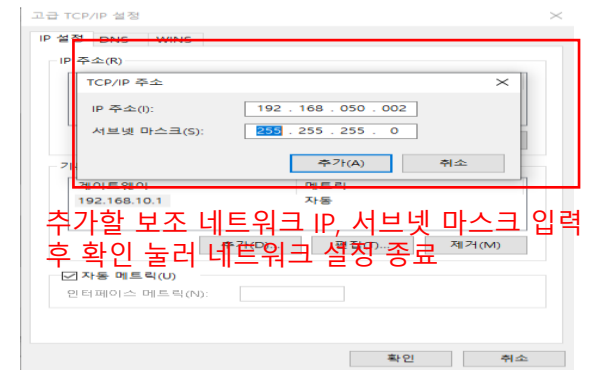 고급 TCP/IP 설정
IP 설정 DNS WINS
IP 주소(R)
TCP/IP 주소
IP 주소(I): 192 . 168 . 050 . 002
서브넷 마스크(S): 255 . 255 . 255 . 0
추가(A) 취소
게이트웨이 메트릭
192.168.10.1 자동
추가할 보조 네트워크 IP, 서브넷 마스크 입력
추가(D)... 편집(T)... 제거(M)
후 확인 눌러 네트워크 설정 종료
자동 메트릭(U)
인터페이스 메트릭(N):
확인 취소